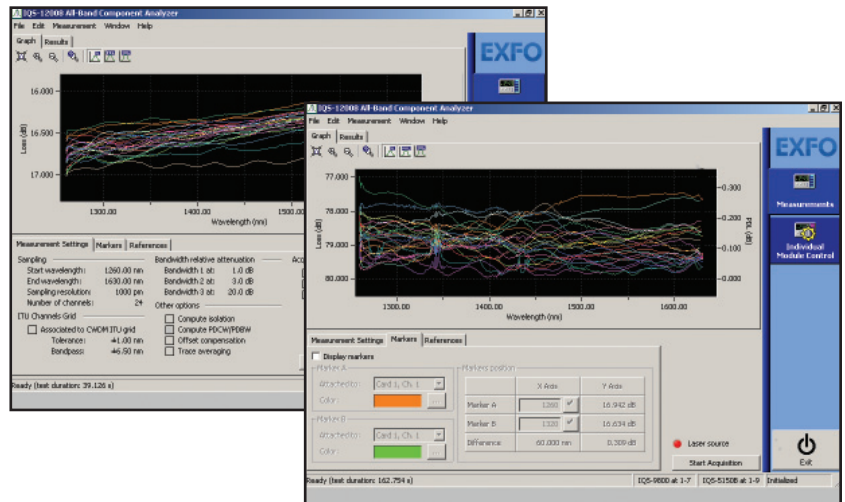 IQS-12008 All-Band Component Analyzer
File Edit Measurement Window Help
Graph Results
EXFO
16.000
16.500
17.000
Loss (dB)
1300.00 1400.00 1500.00
Wavelength (nm)
Measurement Settings Markers References
Sampling
Start wavelength: 1260.00 nm
End wavelength: 1630.00 nm
Sampling resolution: 1000 pm
Number of channels: 24
ITU Channels Grid
Associated to CWDM ITU grid
Tolerance: ±1.00 nm
Bandpass: ±6.50 nm
Bandwidth relative attenuation
Bandwidth 1 at: 1.0 dB
Bandwidth 2 at: 3.0 dB
Bandwidth 3 at: 20.0 dB
Other options
Compute isolation
Compute PDCW/PDBW
Offset compensation
Trace averaging
Ready (test duration: 39.126 s)
IQS-12008 All-Band Component Analyzer
File Edit Measurement Window Help
Graph Results
EXFO
Measurements
Individual
Module Control
77.000
78.000
79.000
80.000
Loss (dB)
-0.300
-0.200
-0.100
-0.000
PDL (dB)
1300.00 1400.00 1500.00 1600.00
Wavelength (nm)
Measurement Settings Markers References
Display markers
Marker A
Attached to: Card 1, Ch. 1
Color: ...
Marker B
Attached to: Card 1, Ch. 1
Color: ...
Markers position
X Axis Y Axis
Marker A 1260 16.942 dB
Marker B 1320 16.634 dB
Difference: 60.000 nm 0.309 dB
Laser source
Start Acquisition
Exit
Ready (test duration: 162.754 s) IQS-9800 at 1-7 IQS-5150B at 1-9 Initialized